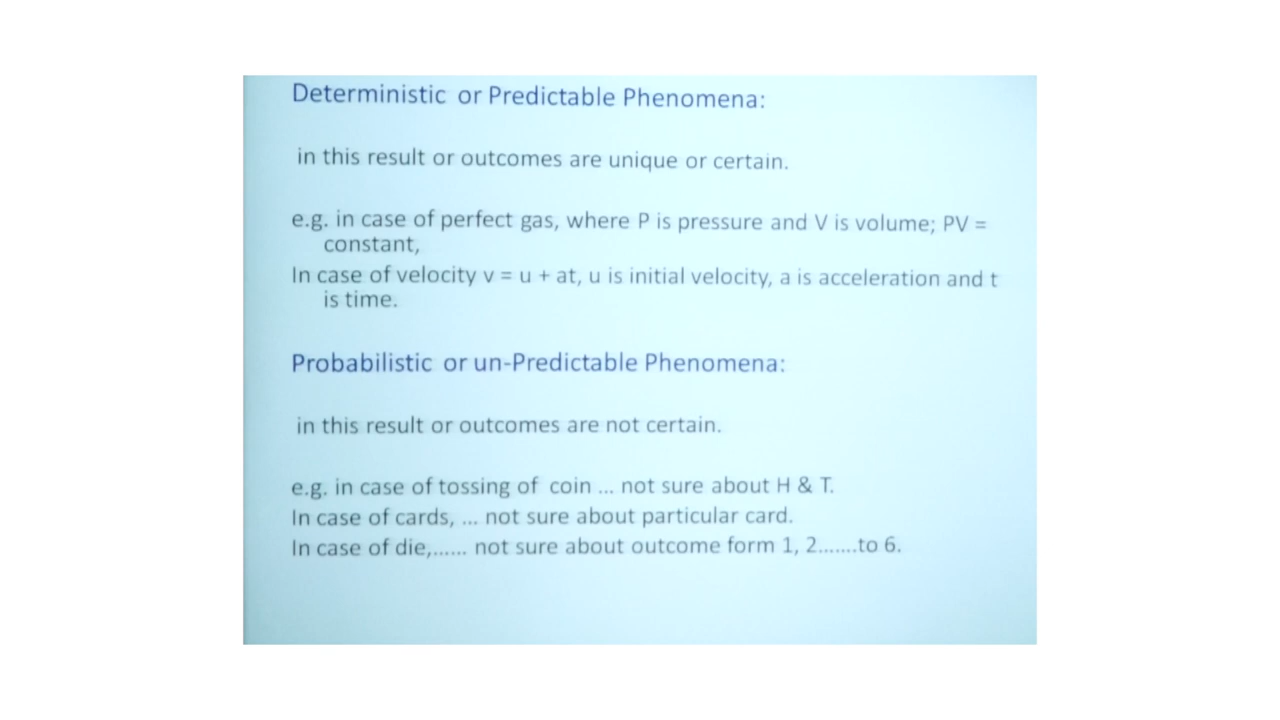 Deterministic or Predictable Phenomena:
in this result or outcomes are unique or certain.
e.g. in case of perfect gas, where P is pressure and V is volume; PV =
constant,
In case of velocity v = u + at, u is initial velocity, a is acceleration and t
is time.
Probabilistic or un-Predictable Phenomena:
in this result or outcomes are not certain.
e.g. in case of tossing of coin ... not sure about H & T.
In case of cards, ... not sure about particular card.
In case of die,...... not sure about outcome form 1, 2.......to 6.